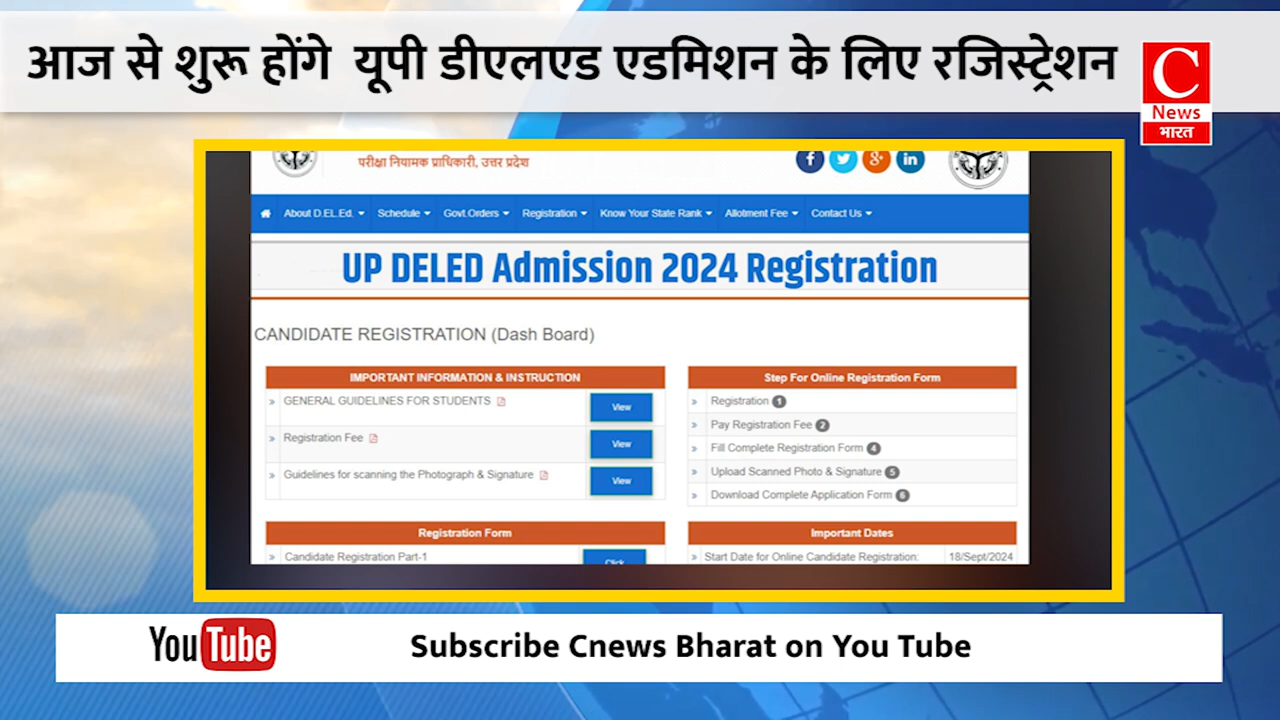 आज से शुरू होंगे यूपी डीएलएड एडमिशन के लिए रजिस्ट्रेशन
C
News
भारत
परीक्षा नियामक प्राधिकारी, उत्तर प्रदेश
f 8+ in
About D.EL.Ed. Schedule Govt.Orders Registration Know Your State Rank Allotment Fee Contact Us
UP DELED Admission 2024 Registration
CANDIDATE REGISTRATION (Dash Board)
IMPORTANT INFORMATION & INSTRUCTION
» GENERAL GUIDELINES FOR STUDENTS View
» Registration Fee View
» Guidelines for scanning the Photograph & Signature View
Step For Online Registration Form
» Registration 1
» Pay Registration Fee 2
» Fill Complete Registration Form 4
» Upload Scanned Photo & Signature 5
» Download Complete Application Form 6
Registration Form
» Candidate Registration Part-1 Click
Important Dates
» Start Date for Online Candidate Registration: 18/Sept/2024
YouTube
Subscribe Cnews Bharat on You Tube